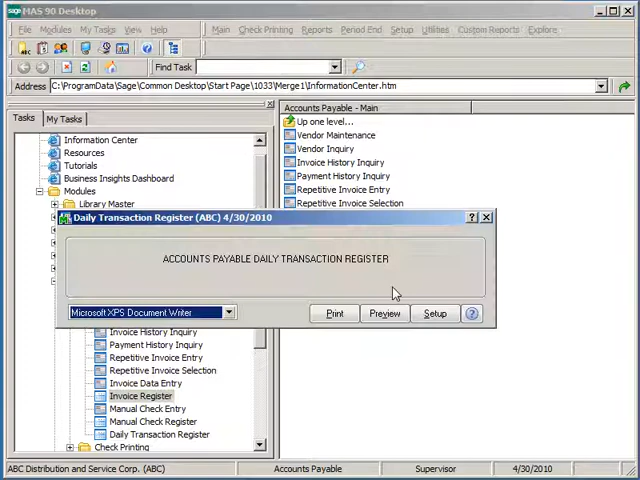 sage MAS 90 Desktop
File Modules My Tasks View Help Main Check Printing Reports Period End Setup Utilities Custom Reports Explore
Find Task
Address C:\ProgramData\Sage\Common Desktop\Start Page\1033\Merge1\InformationCenter.htm
Tasks My Tasks
Information Center
Resources
Tutorials
Business Insights Dashboard
Modules
Library Master
Accounts Payable - Main
Up one level...
Vendor Maintenance
Vendor Inquiry
Invoice History Inquiry
Payment History Inquiry
Repetitive Invoice Entry
Repetitive Invoice Selection
Daily Transaction Register (ABC) 4/30/2010
ACCOUNTS PAYABLE DAILY TRANSACTION REGISTER
Microsoft XPS Document Writer
Print Preview Setup
Invoice History Inquiry
Payment History Inquiry
Repetitive Invoice Entry
Repetitive Invoice Selection
Invoice Data Entry
Invoice Register
Manual Check Entry
Manual Check Register
Daily Transaction Register
Check Printing
ABC Distribution and Service Corp. (ABC) Accounts Payable Supervisor 4/30/2010